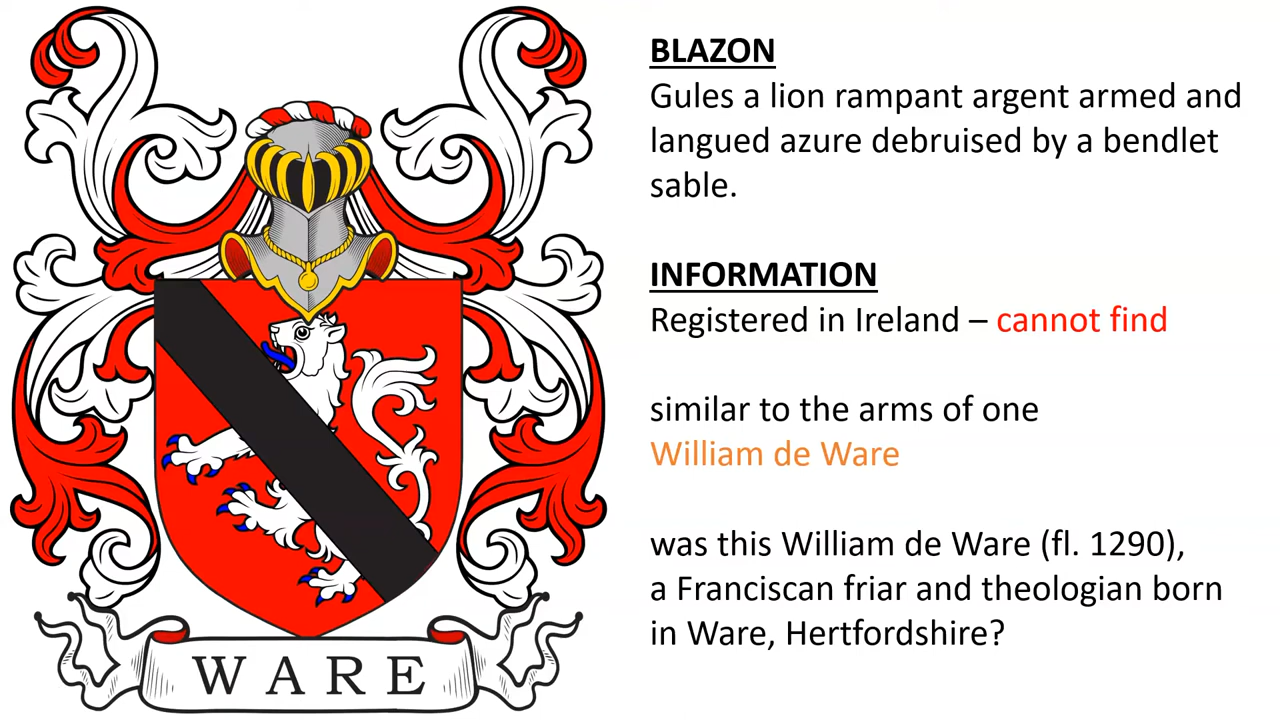 BLAZON
Gules a lion rampant argent armed and
langued azure debruised by a bendlet
sable.
INFORMATION
Registered in Ireland – cannot find
similar to the arms of one
William de Ware
was this William de Ware (fl. 1290),
a Franciscan friar and theologian born
in Ware, Hertfordshire?
WARE